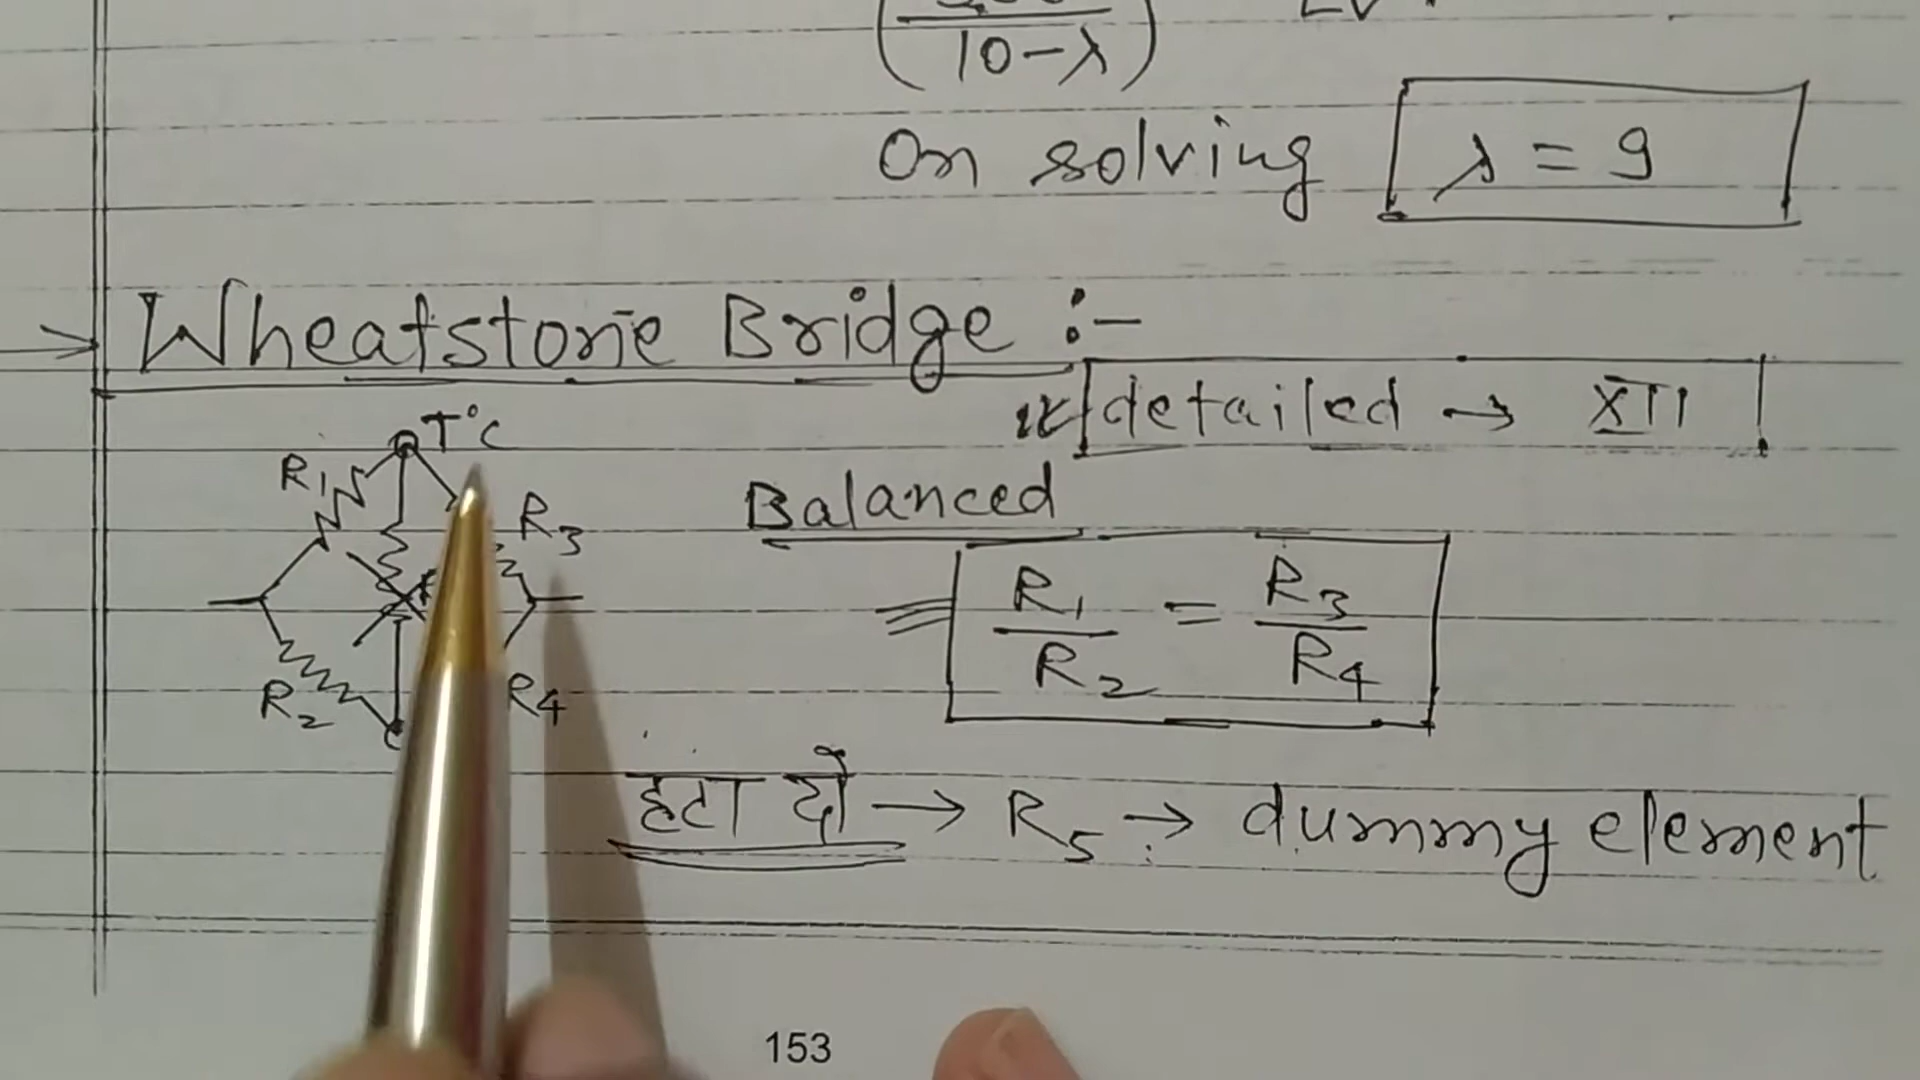 10-λ
On solving λ = 9
Wheatstone Bridge :-
detailed → XII
T°C
R1
R3
R2
R4
Balanced
R1 / R2 = R3 / R4
हटा दो → R5 → dummy element
153